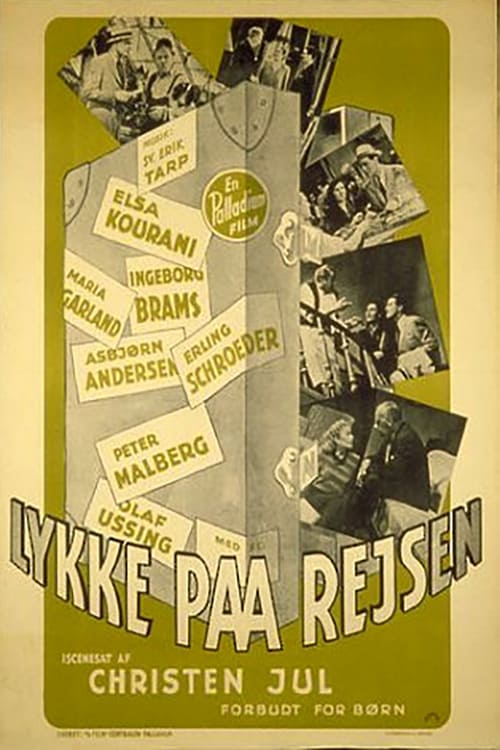 MUSIK:
SV. ERIK
TARP
En
Palladium
FILM
ELSA
KOURANI
MARIA
GARLAND
INGEBORG
BRAMS
ASBJØRN
ANDERSEN
ERLING
SCHROEDER
PETER
MALBERG
OLAF
USSING
MED
LYKKE PAA REJSEN
ISCENESAT AF
CHRISTEN JUL
FORBUDT FOR BØRN